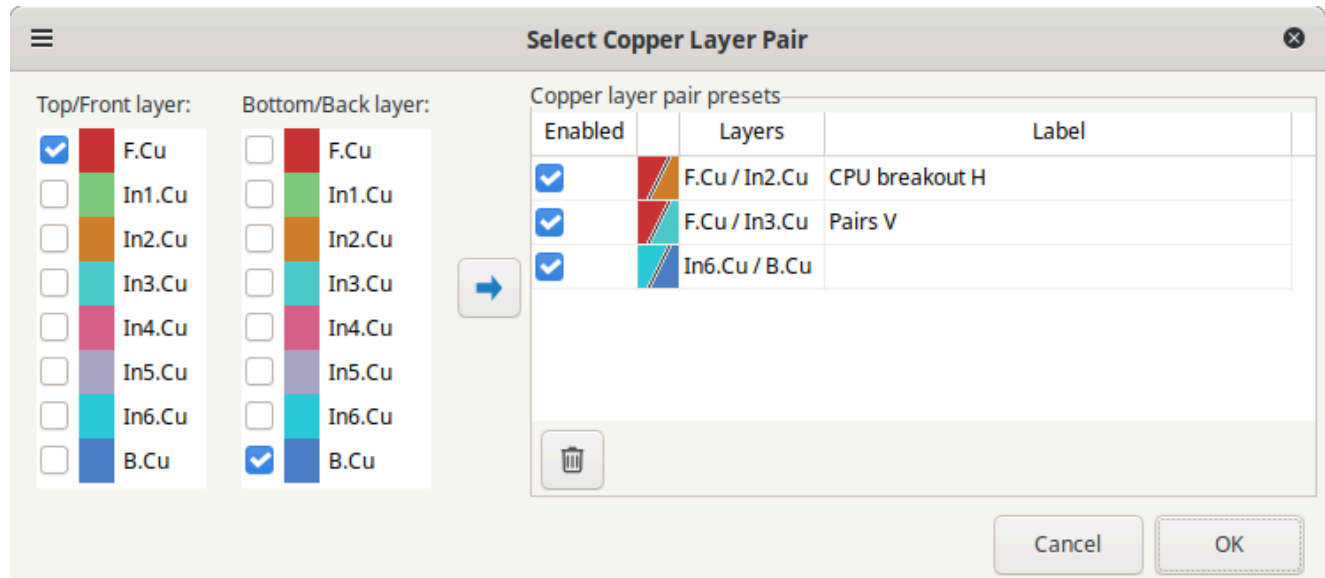 Select Copper Layer Pair
Top/Front layer:
F.Cu
In1.Cu
In2.Cu
In3.Cu
In4.Cu
In5.Cu
In6.Cu
B.Cu
Bottom/Back layer:
F.Cu
In1.Cu
In2.Cu
In3.Cu
In4.Cu
In5.Cu
In6.Cu
B.Cu
Copper layer pair presets
Enabled Layers Label
F.Cu / In2.Cu CPU breakout H
F.Cu / In3.Cu Pairs V
In6.Cu / B.Cu
Cancel OK